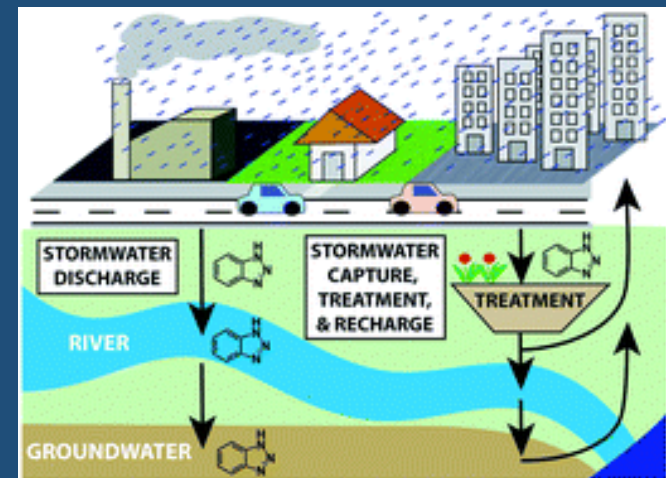 STORMWATER
DISCHARGE
H
N
N
N
STORMWATER
CAPTURE,
TREATMENT,
& RECHARGE
H
N
N
N
TREATMENT
RIVER
H
N
N
N
GROUNDWATER
H
N
N
N